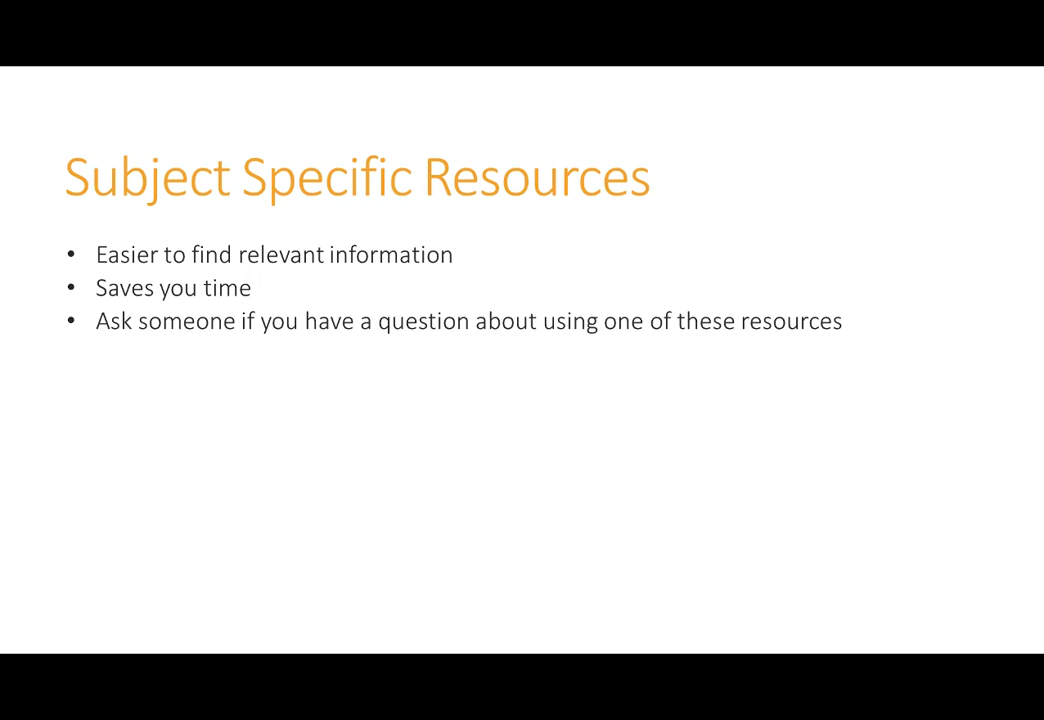 Subject Specific Resources
• Easier to find relevant information
• Saves you time
• Ask someone if you have a question about using one of these resources